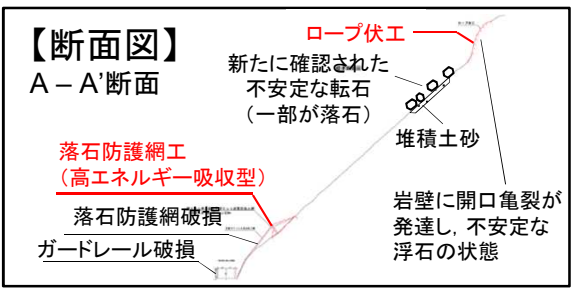 【断面図】
A – A’断面
ロープ伏工
新たに確認された
不安定な転石
（一部が落石）
堆積土砂
落石防護網工
（高エネルギー吸収型）
落石防護網破損
ガードレール破損
岩壁に開口亀裂が
発達し，不安定な
浮石の状態